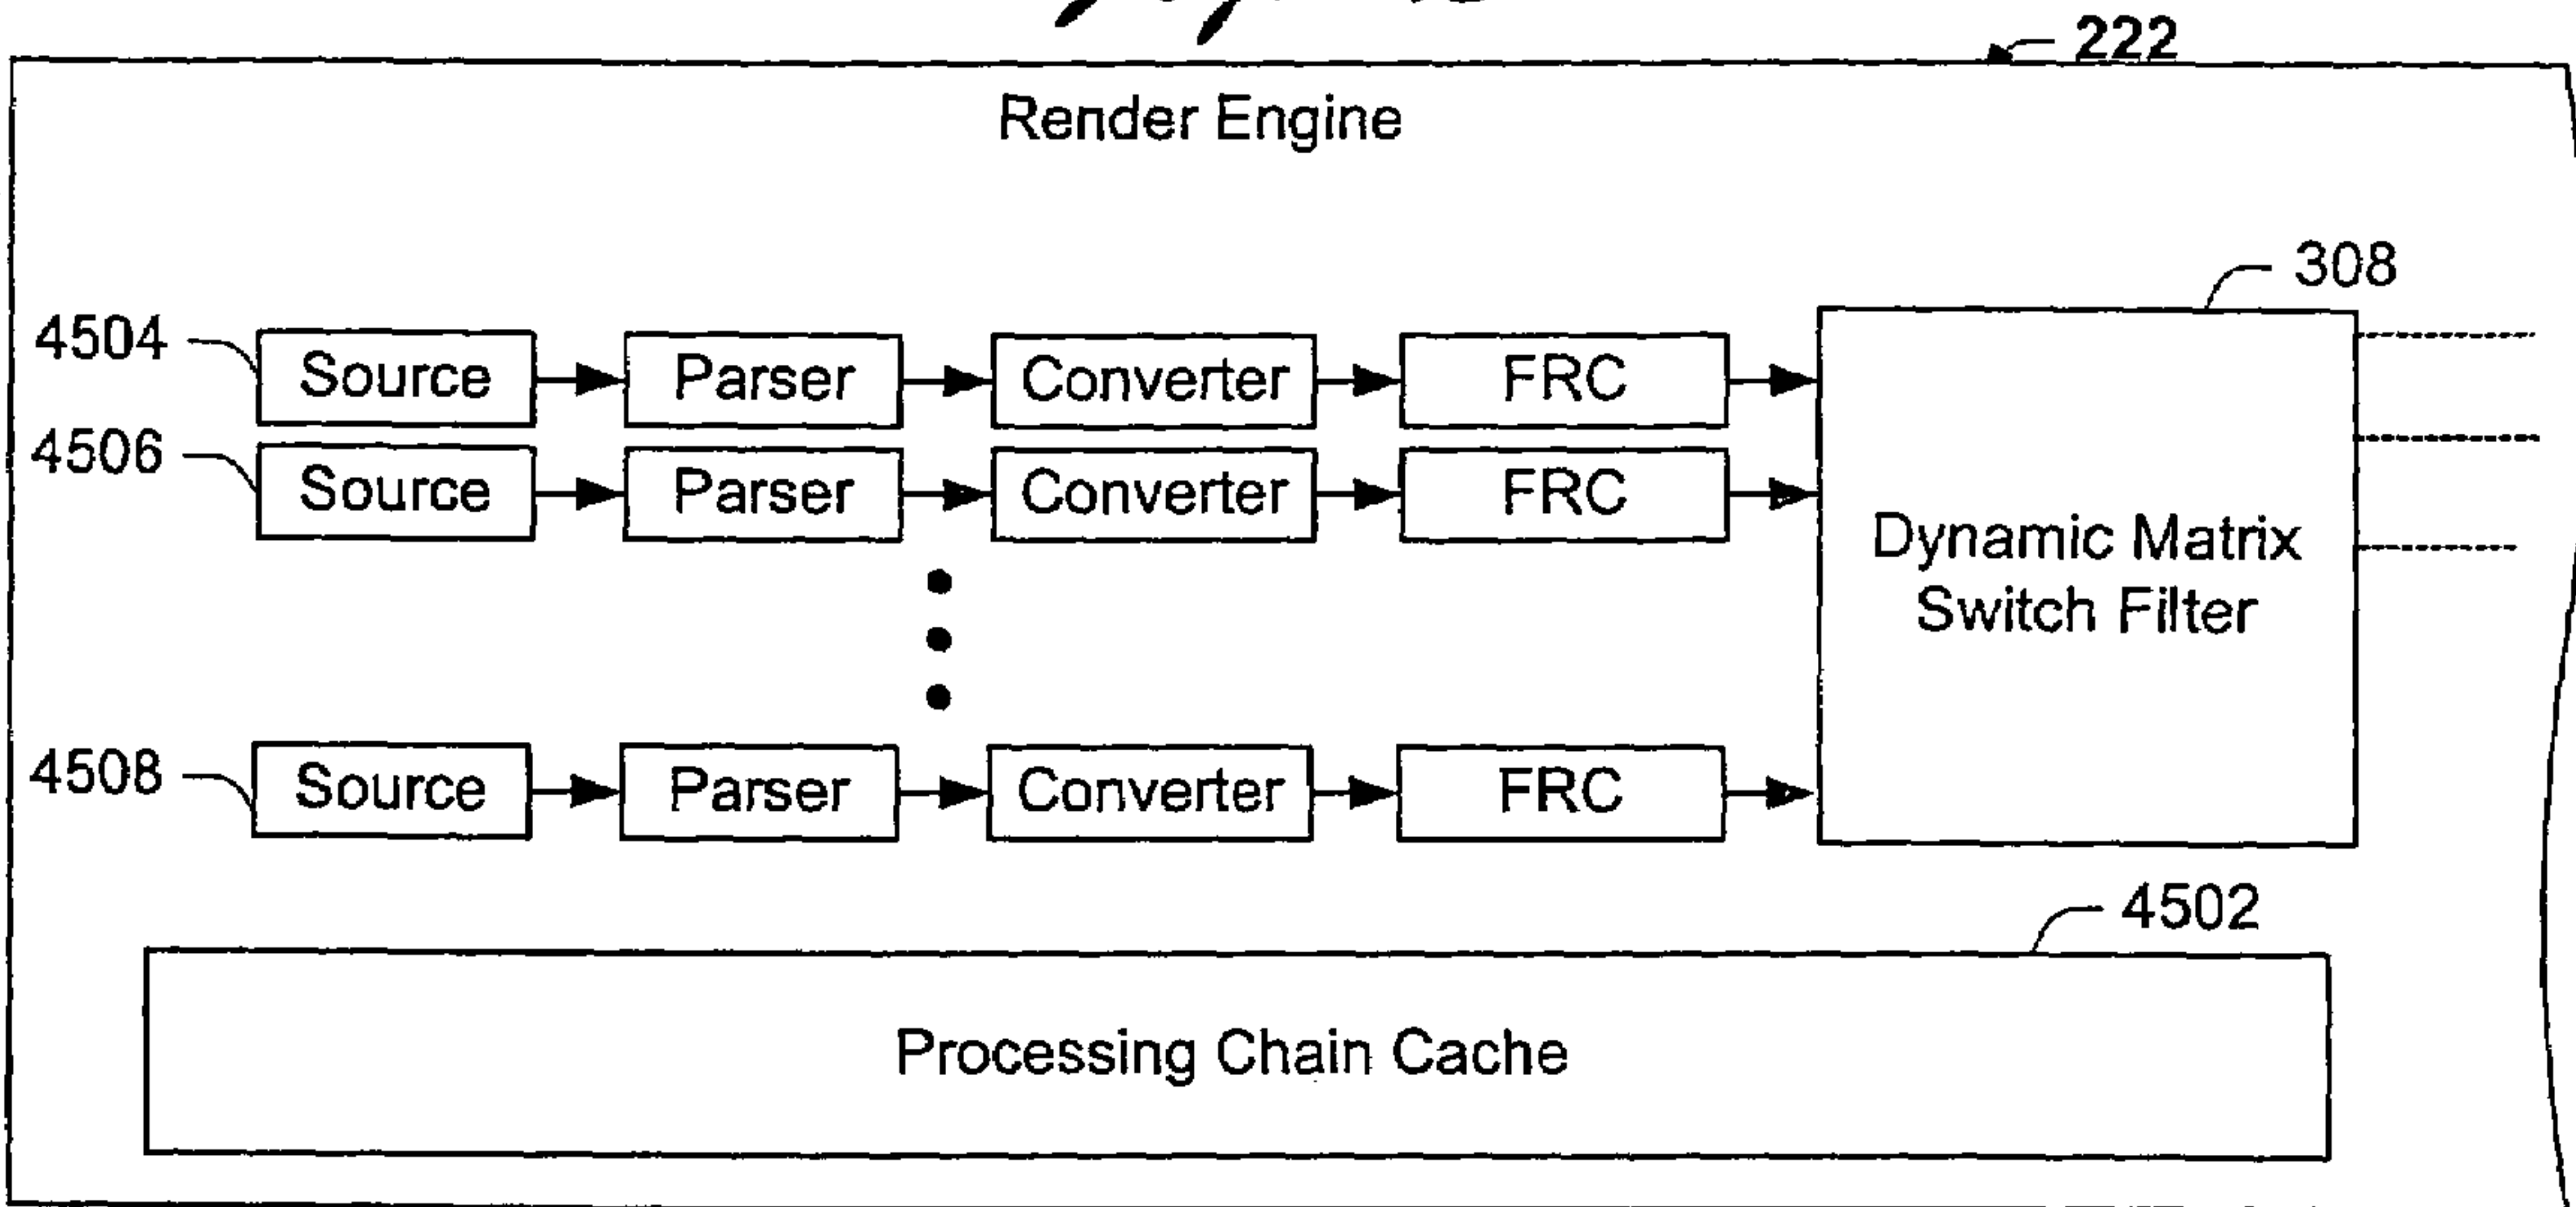 222
Render Engine
308
4504 Source Parser Converter FRC
4506 Source Parser Converter FRC
Dynamic Matrix
Switch Filter
4508 Source Parser Converter FRC
4502
Processing Chain Cache